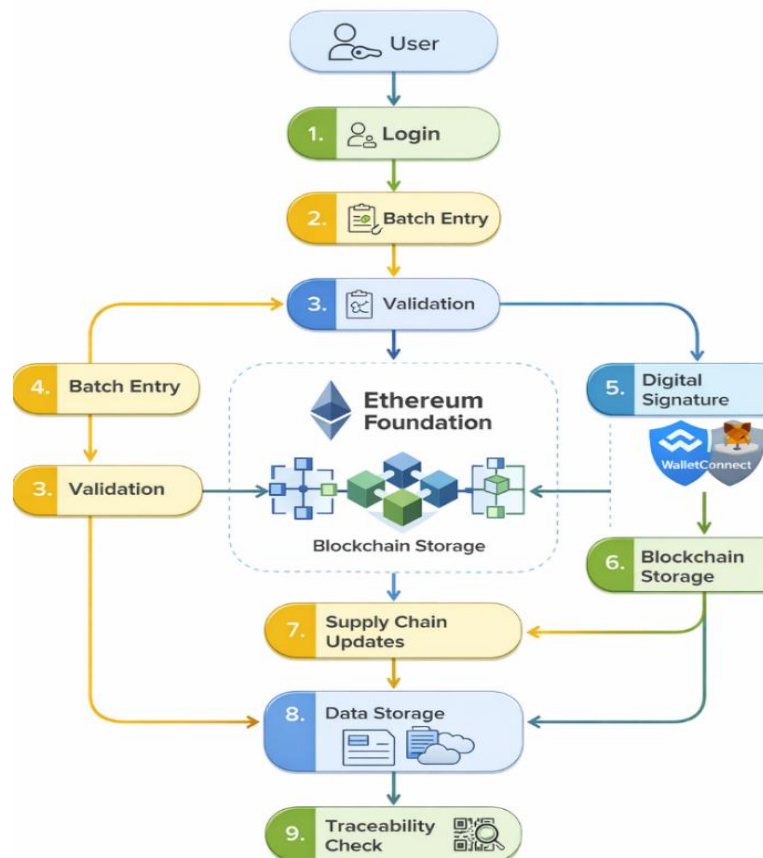 User
1. Login
2. Batch Entry
3. Validation
4. Batch Entry
Ethereum
Foundation
5. Digital
Signature
WalletConnect
3. Validation
Blockchain Storage
6. Blockchain
Storage
7. Supply Chain
Updates
8. Data Storage
9. Traceability
Check